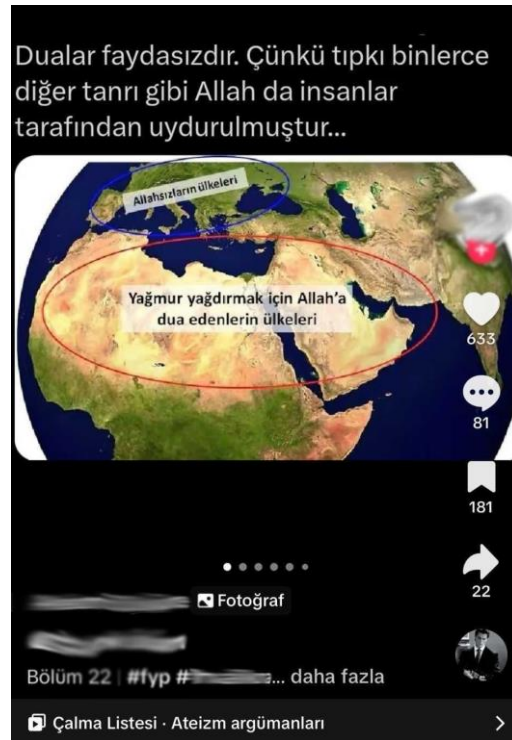 Dualar faydasızdır. Çünkü tıpkı binlerce
diğer tanrı gibi Allah da insanlar
tarafından uydurulmuştur...
Allahsızların ülkeleri
Yağmur yağdırmak için Allah'a
dua edenlerin ülkeleri
633
81
181
22
Fotoğraf
Bölüm 22 | #fyp #... daha fazla
Çalma Listesi · Ateizm argümanları